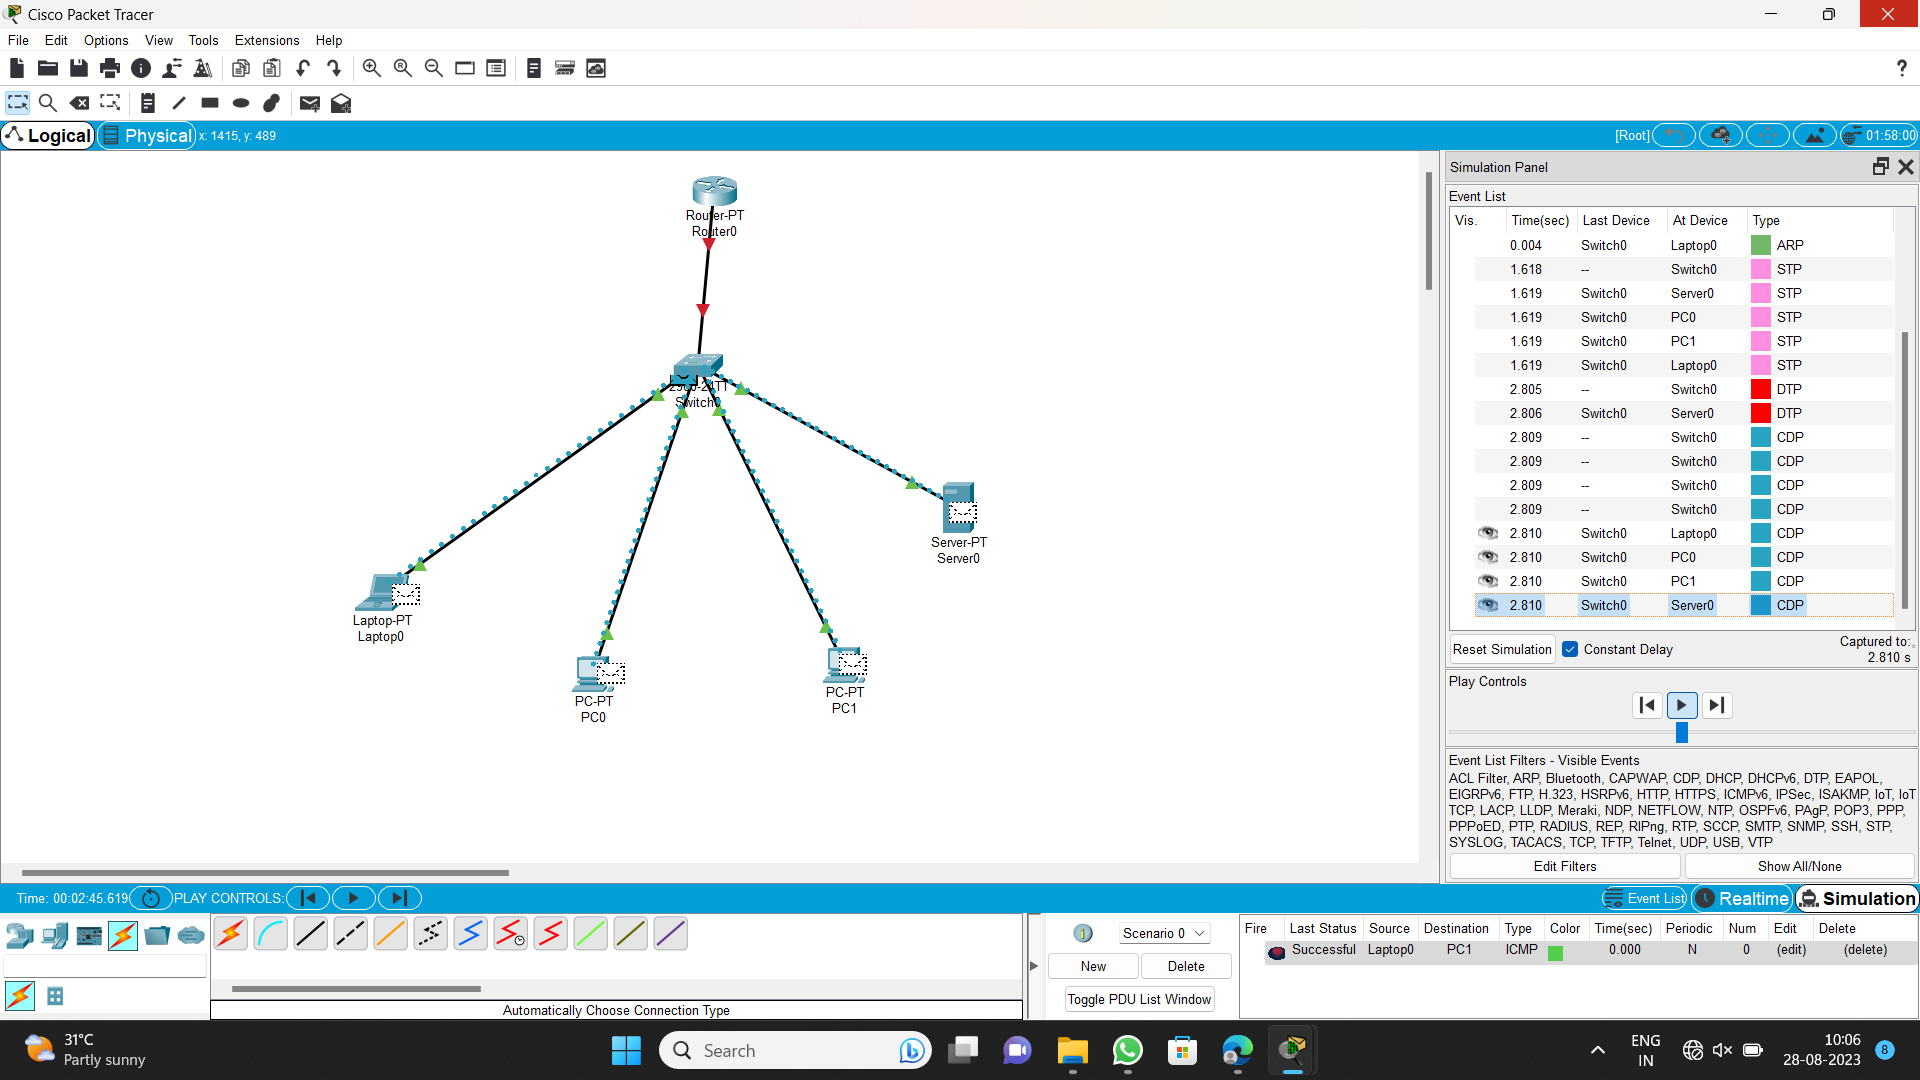 Cisco Packet Tracer
File Edit Options View Tools Extensions Help
Logical Physical x: 1415, y: 489 [Root] 01:58:00
Router-PT
Router0
Switch0
Server-PT
Server0
Laptop-PT
Laptop0
PC-PT
PC0
PC-PT
PC1
Simulation Panel
Event List
Vis. Time(sec) Last Device At Device Type
0.004 Switch0 Laptop0 ARP
1.618 -- Switch0 STP
1.619 Switch0 Server0 STP
1.619 Switch0 PC0 STP
1.619 Switch0 PC1 STP
1.619 Switch0 Laptop0 STP
2.805 -- Switch0 DTP
2.806 Switch0 Server0 DTP
2.809 -- Switch0 CDP
2.809 -- Switch0 CDP
2.809 -- Switch0 CDP
2.809 -- Switch0 CDP
2.810 Switch0 Laptop0 CDP
2.810 Switch0 PC0 CDP
2.810 Switch0 PC1 CDP
2.810 Switch0 Server0 CDP
Reset Simulation Constant Delay Captured to:
2.810 s
Play Controls
Event List Filters - Visible Events
ACL Filter, ARP, Bluetooth, CAPWAP, CDP, DHCP, DHCPv6, DTP, EAPOL,
EIGRPv6, FTP, H.323, HSRPv6, HTTP, HTTPS, ICMPv6, IPSec, ISAKMP, IoT, IoT
TCP, LACP, LLDP, Meraki, NDP, NETFLOW, NTP, OSPFv6, PAgP, POP3, PPP,
PPPoED, PTP, RADIUS, REP, RIPng, RTP, SCCP, SMTP, SNMP, SSH, STP,
SYSLOG, TACACS, TCP, TFTP, Telnet, UDP, USB, VTP
Edit Filters Show All/None
Time: 00:02:45.619 PLAY CONTROLS: Event List Realtime Simulation
Scenario 0
New Delete
Toggle PDU List Window
Automatically Choose Connection Type
Fire Last Status Source Destination Type Color Time(sec) Periodic Num Edit Delete
Successful Laptop0 PC1 ICMP 0.000 N 0 (edit) (delete)
31°C
Partly sunny
Search
ENG
IN
10:06
28-08-2023
8